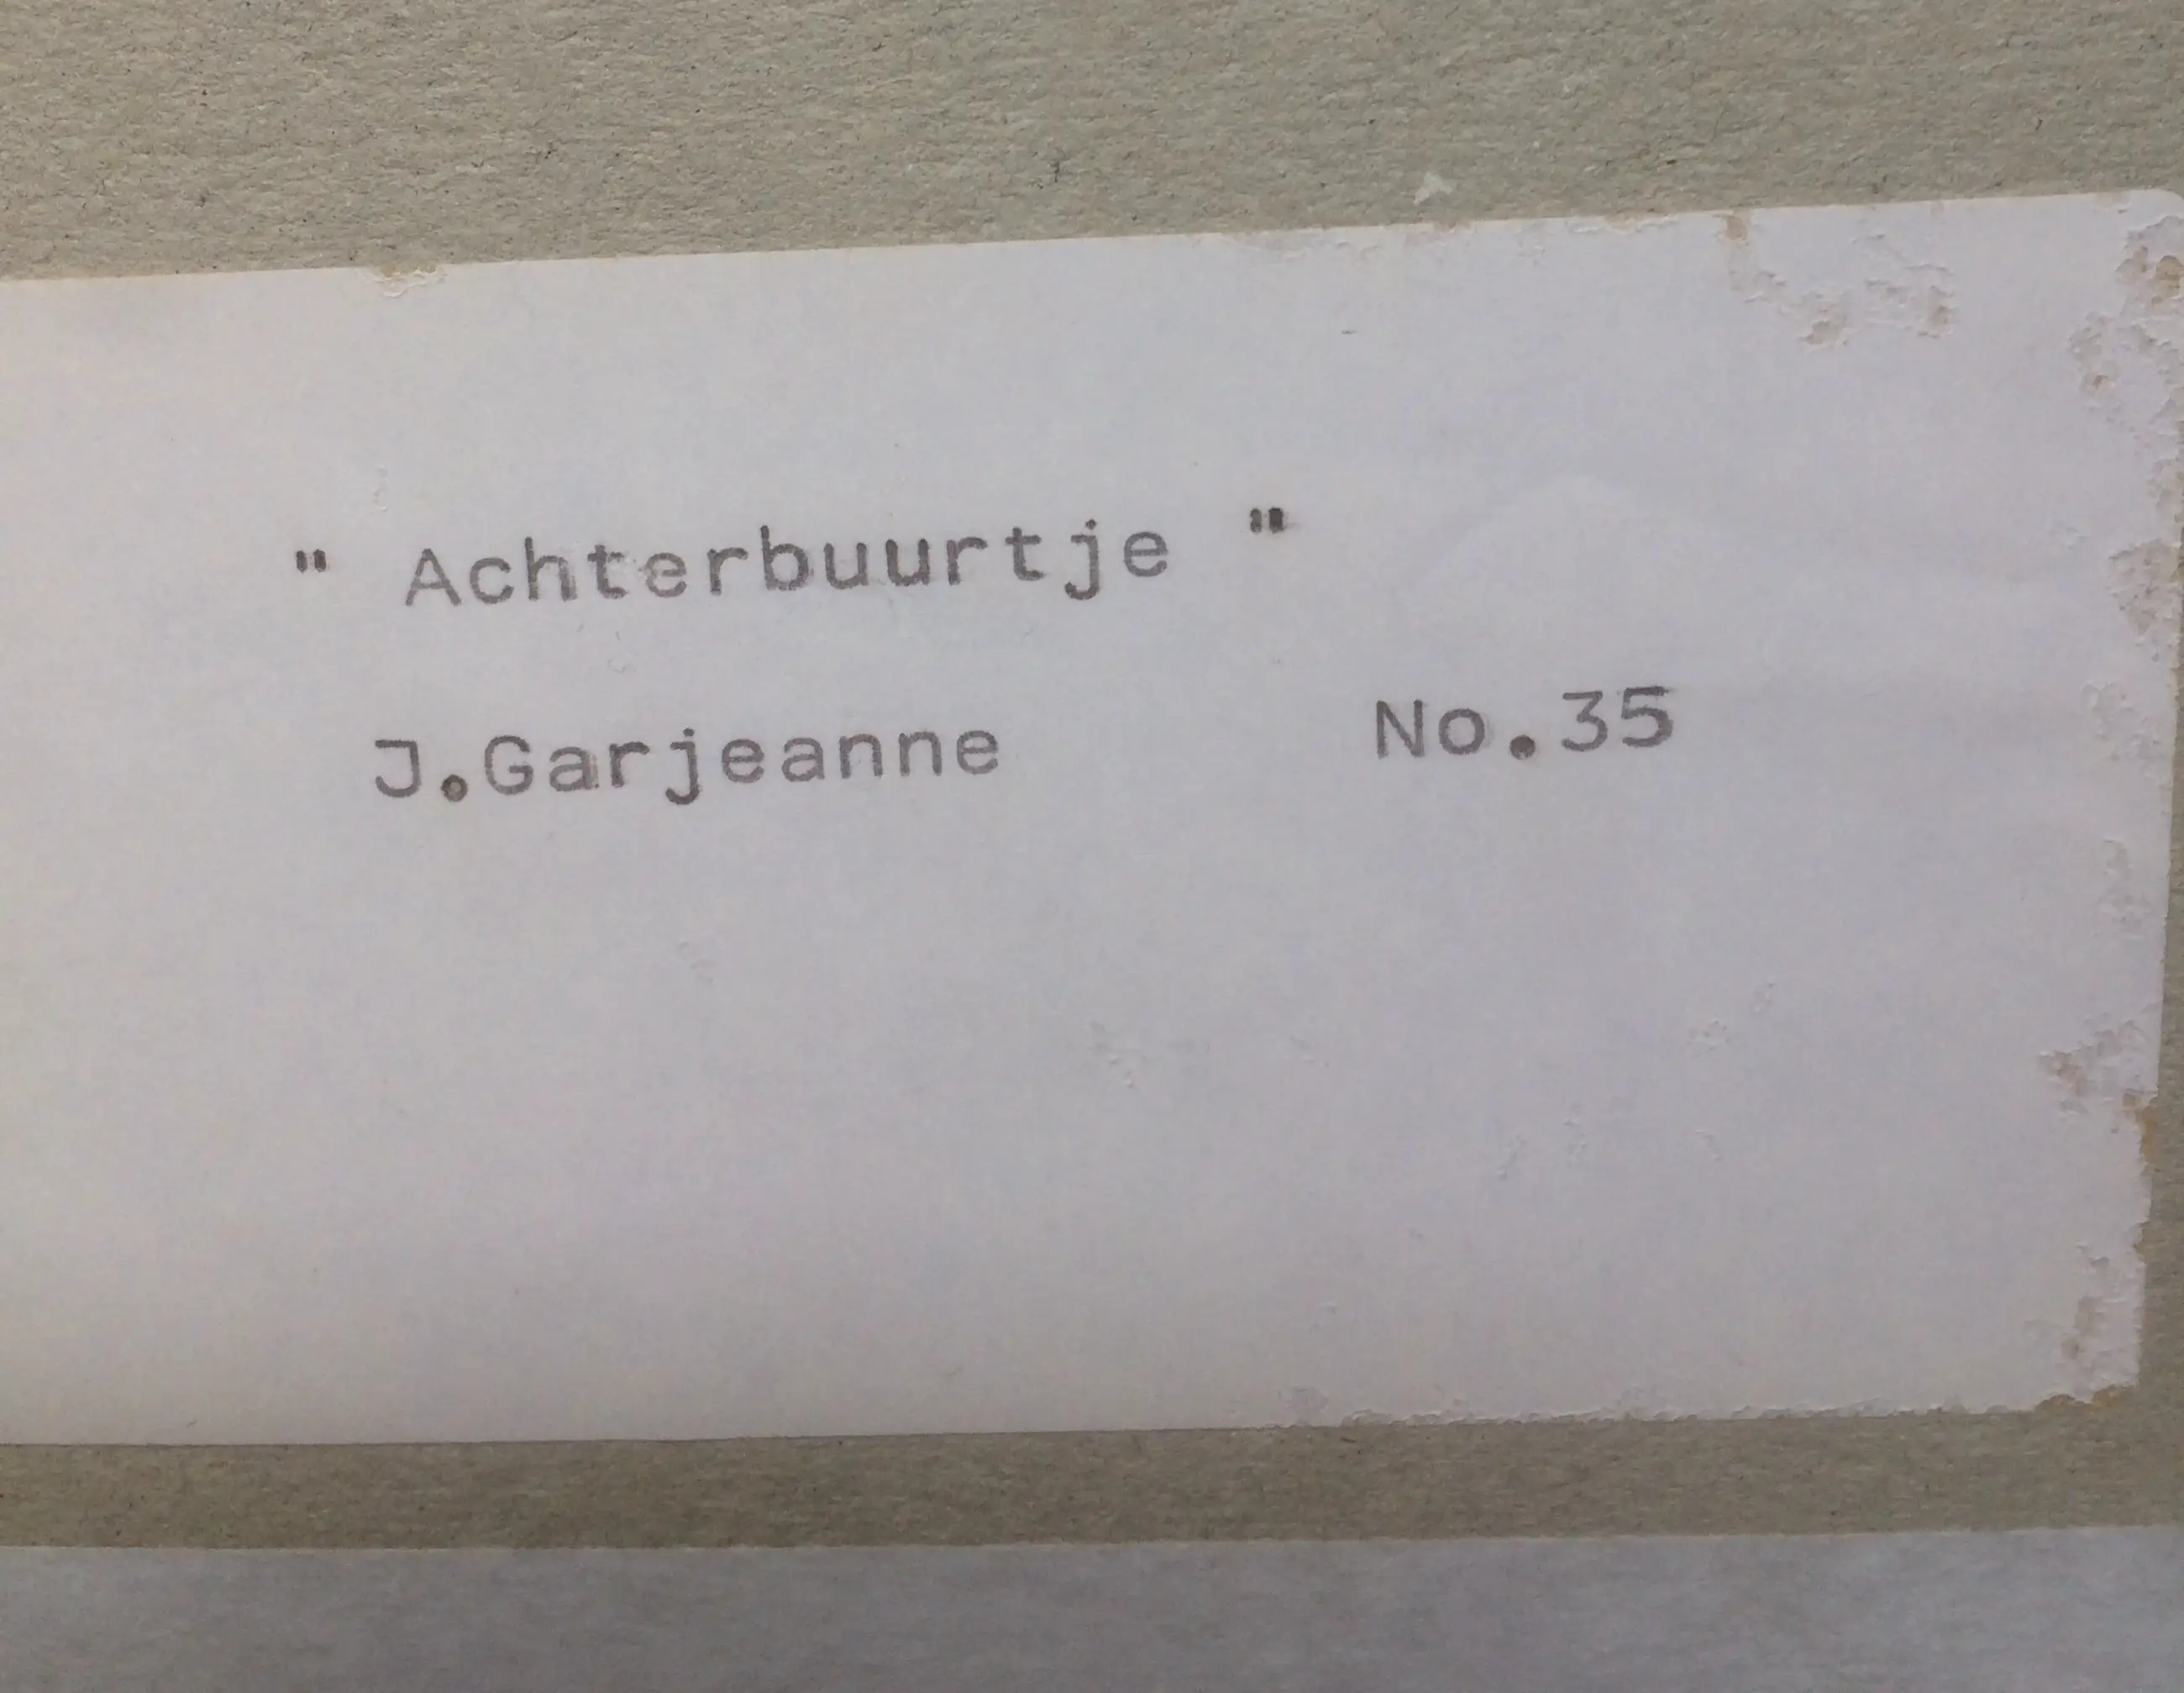 " Achterbuurtje "
J.Garjeanne No.35